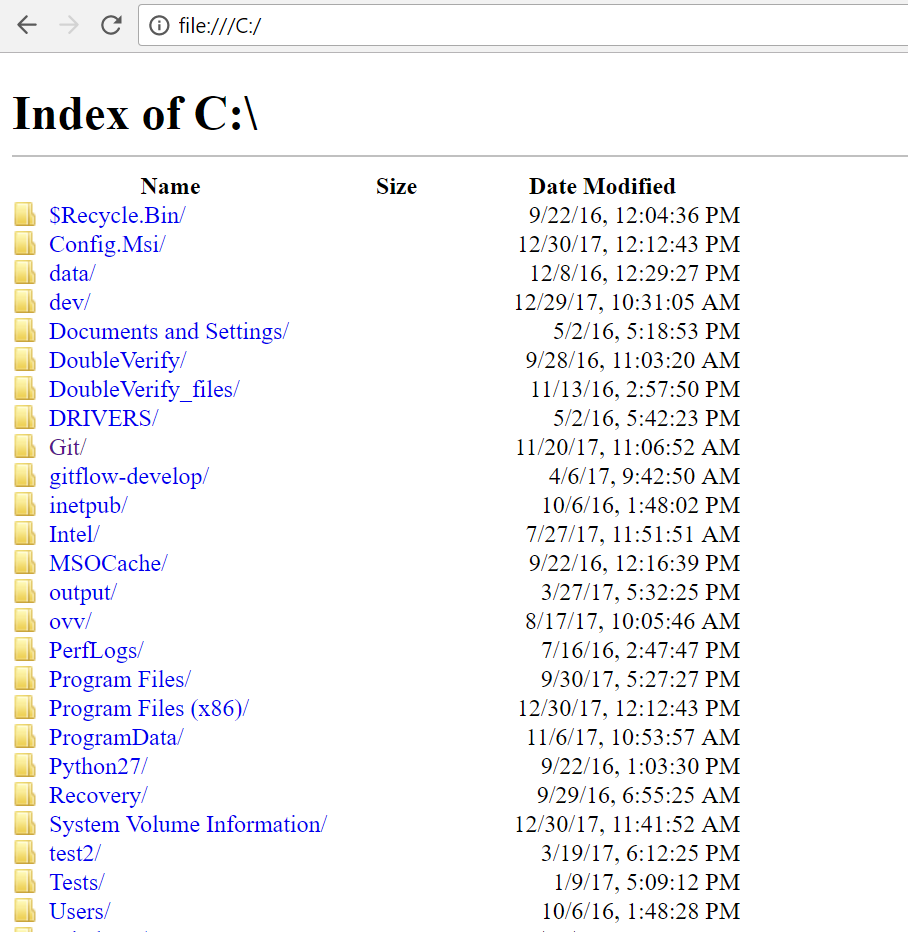 file:///C:/
Index of C:\
Name Size Date Modified
$Recycle.Bin/ 9/22/16, 12:04:36 PM
Config.Msi/ 12/30/17, 12:12:43 PM
data/ 12/8/16, 12:29:27 PM
dev/ 12/29/17, 10:31:05 AM
Documents and Settings/ 5/2/16, 5:18:53 PM
DoubleVerify/ 9/28/16, 11:03:20 AM
DoubleVerify_files/ 11/13/16, 2:57:50 PM
DRIVERS/ 5/2/16, 5:42:23 PM
Git/ 11/20/17, 11:06:52 AM
gitflow-develop/ 4/6/17, 9:42:50 AM
inetpub/ 10/6/16, 1:48:02 PM
Intel/ 7/27/17, 11:51:51 AM
MSOCache/ 9/22/16, 12:16:39 PM
output/ 3/27/17, 5:32:25 PM
ovv/ 8/17/17, 10:05:46 AM
PerfLogs/ 7/16/16, 2:47:47 PM
Program Files/ 9/30/17, 5:27:27 PM
Program Files (x86)/ 12/30/17, 12:12:43 PM
ProgramData/ 11/6/17, 10:53:57 AM
Python27/ 9/22/16, 1:03:30 PM
Recovery/ 9/29/16, 6:55:25 AM
System Volume Information/ 12/30/17, 11:41:52 AM
test2/ 3/19/17, 6:12:25 PM
Tests/ 1/9/17, 5:09:12 PM
Users/ 10/6/16, 1:48:28 PM